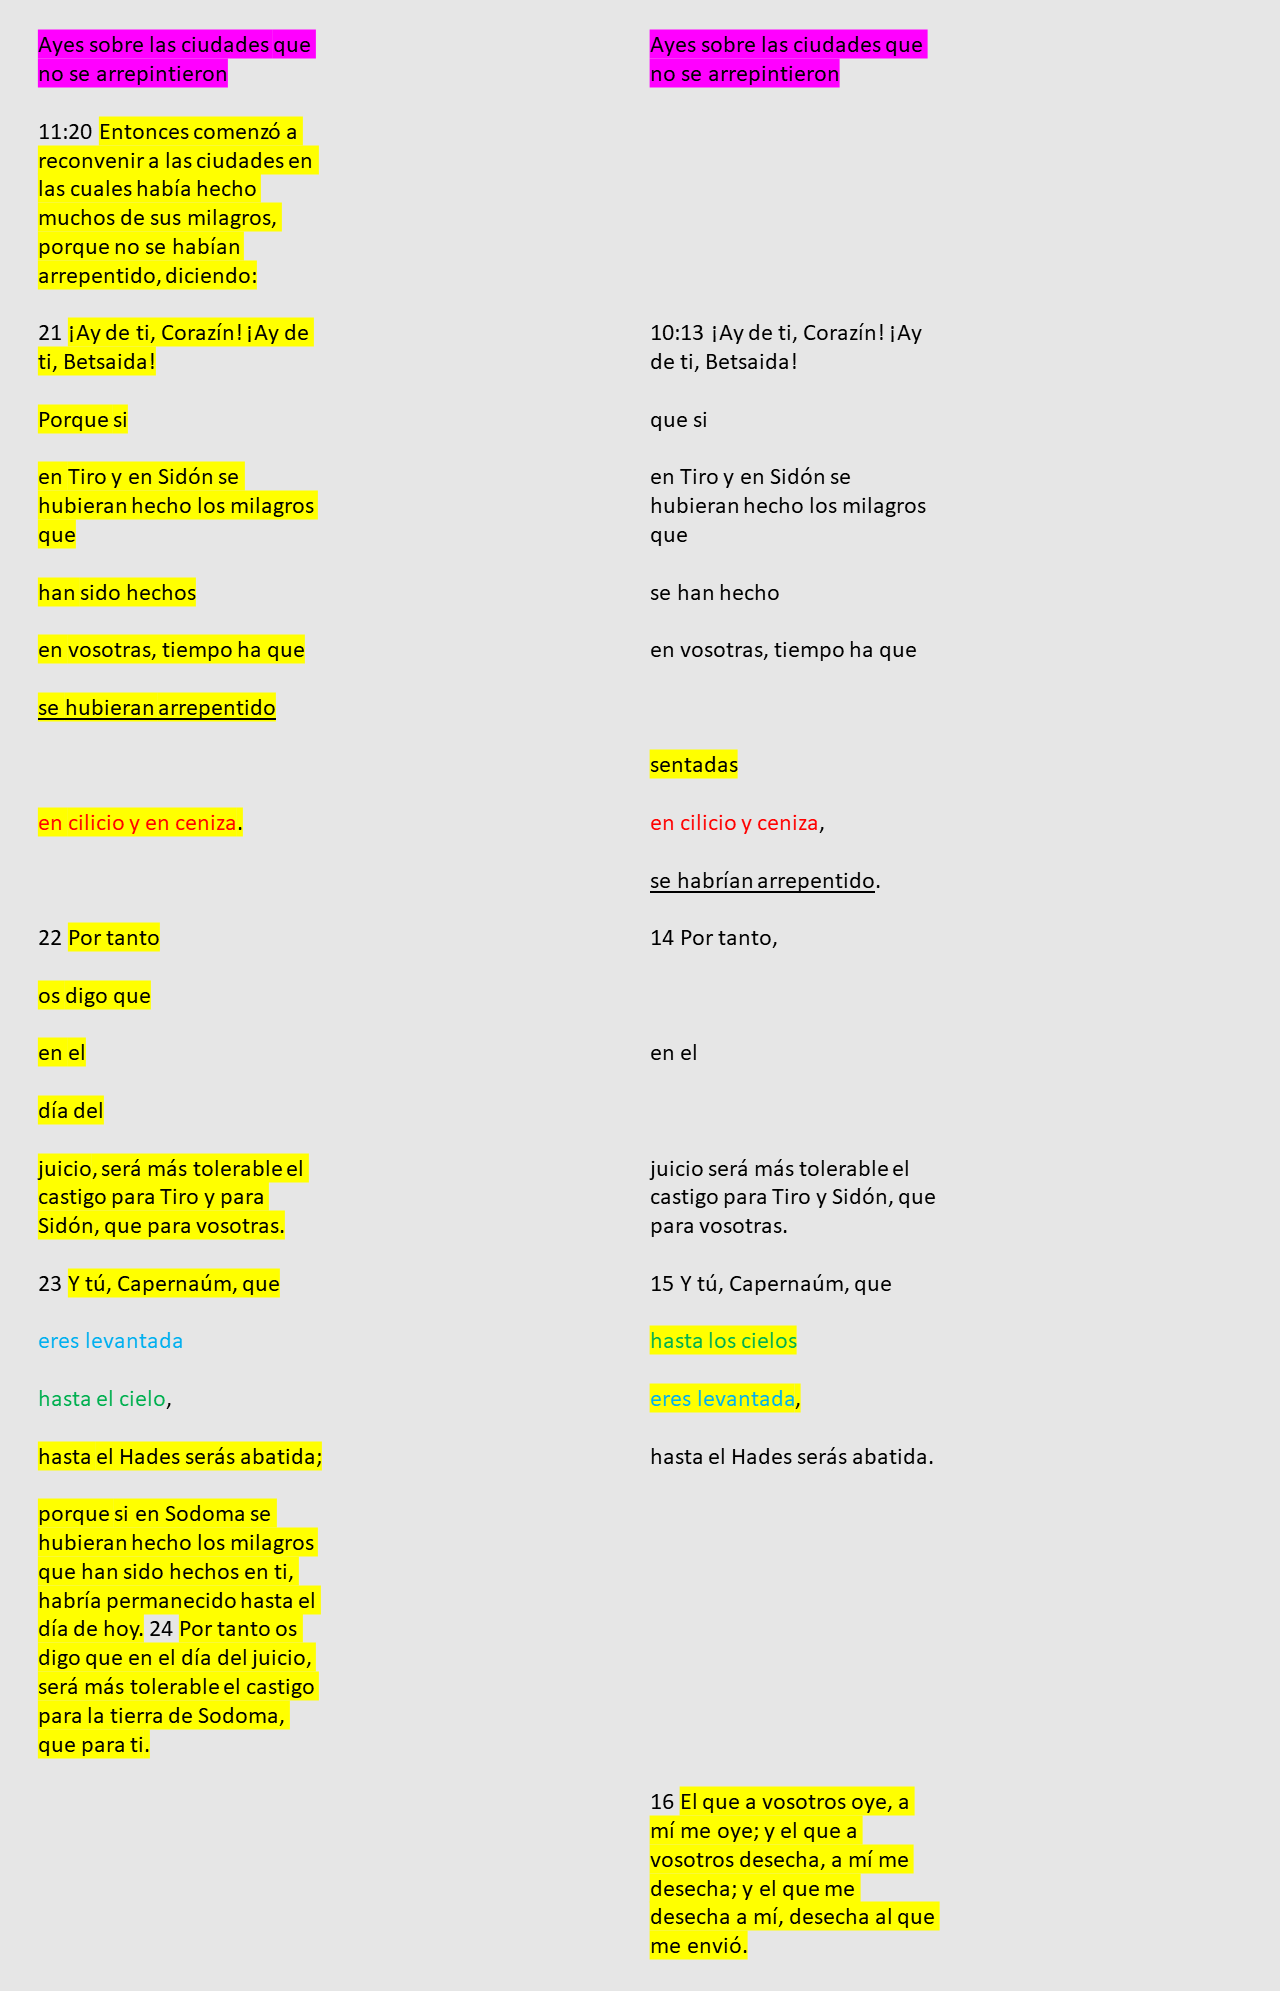 Ayes sobre las ciudades que
no se arrepintieron
11:20 Entonces comenzó a
reconvenir a las ciudades en
las cuales había hecho
muchos de sus milagros,
porque no se habían
arrepentido, diciendo:
21 ¡Ay de ti, Corazín! ¡Ay de
ti, Betsaida!
Porque si
en Tiro y en Sidón se
hubieran hecho los milagros
que
han sido hechos
en vosotras, tiempo ha que
se hubieran arrepentido
en cilicio y en ceniza.
22 Por tanto
os digo que
en el
día del
juicio, será más tolerable el
castigo para Tiro y para
Sidón, que para vosotras.
23 Y tú, Capernaúm, que
eres levantada
hasta el cielo,
hasta el Hades serás abatida;
porque si en Sodoma se
hubieran hecho los milagros
que han sido hechos en ti,
habría permanecido hasta el
día de hoy. 24 Por tanto os
digo que en el día del juicio,
será más tolerable el castigo
para la tierra de Sodoma,
que para ti.
Ayes sobre las ciudades que
no se arrepintieron
10:13 ¡Ay de ti, Corazín! ¡Ay
de ti, Betsaida!
que si
en Tiro y en Sidón se
hubieran hecho los milagros
que
se han hecho
en vosotras, tiempo ha que
sentadas
en cilicio y ceniza,
se habrían arrepentido.
14 Por tanto,
en el
juicio será más tolerable el
castigo para Tiro y Sidón, que
para vosotras.
15 Y tú, Capernaúm, que
hasta los cielos
eres levantada,
hasta el Hades serás abatida.
16 El que a vosotros oye, a
mí me oye; y el que a
vosotros desecha, a mí me
desecha; y el que me
desecha a mí, desecha al que
me envió.